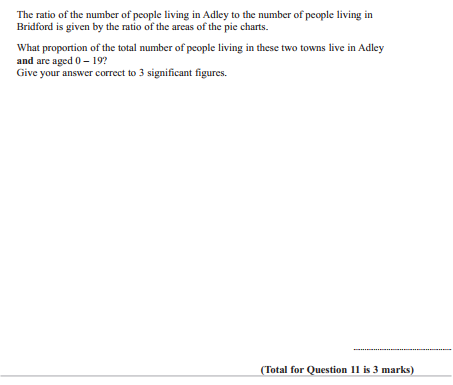 The ratio of the number of people living in Adley to the number of people living in
Bridford is given by the ratio of the areas of the pie charts.
What proportion of the total number of people living in these two towns live in Adley
and are aged 0 – 19?
Give your answer correct to 3 significant figures.
(Total for Question 11 is 3 marks)